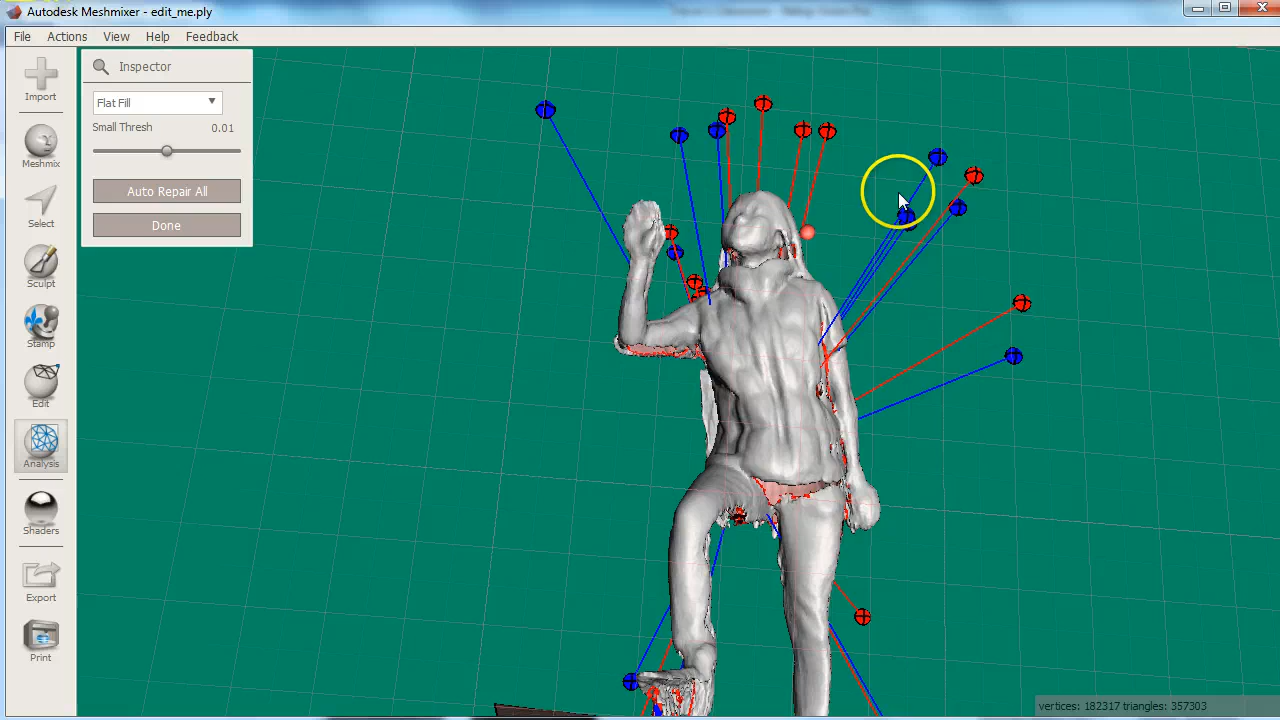 Autodesk Meshmixer - edit_me.ply
File Actions View Help Feedback
Import
Meshmix
Select
Sculpt
Stamp
Edit
Analysis
Shaders
Export
Print
Inspector
Flat Fill
Small Thresh 0.01
Auto Repair All
Done
vertices: 182317 triangles: 357303